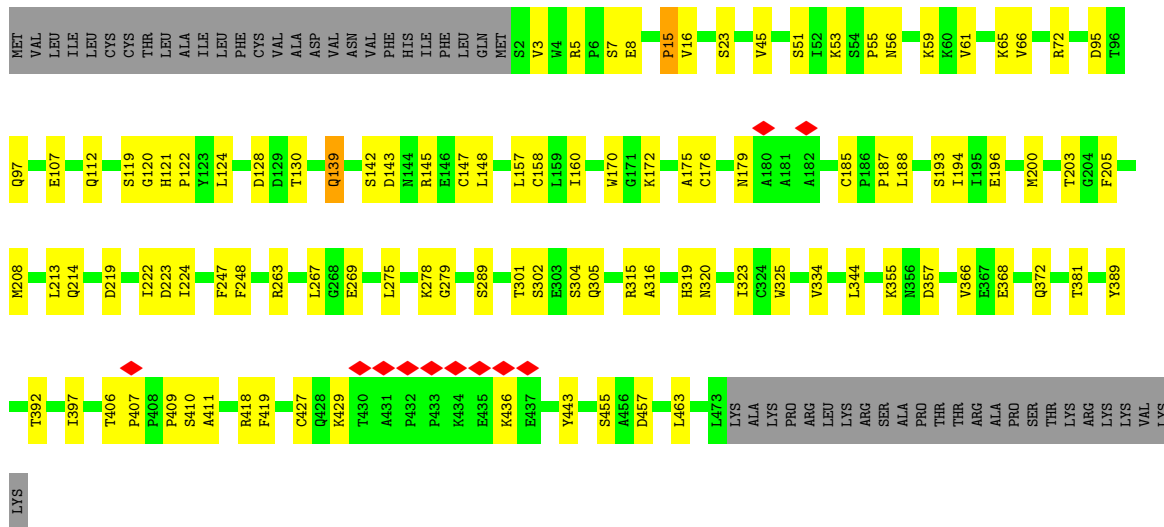 MET VAL LEU ILE LEU CYS CYS THR LEU ALA ILE LEU PHE CYS VAL ALA ASP VAL ASN VAL PHE HIS ILE PHE LEU GLN MET S2 V3 W4 R5 P6 S7 E8 P15 V16 S23 V45 S51 I52 K53 S54 P55 N56 K59 K60 V61 K65 V66 R72 D95 T96
Q97 E107 Q112 S119 G120 H121 P122 Y123 L124 D128 D129 T130 Q139 S142 D143 N144 R145 E146 C147 L148 L157 C158 L159 I160 W170 G171 K172 A175 C176 N179 A180 A181 A182 C185 P186 P187 L188 S193 I194 I195 E196 M200 T203 G204 F205
M208 L213 Q214 D219 I222 D223 I224 F247 F248 R263 L267 G268 E269 L275 K278 G279 S289 T301 S302 E303 S304 Q305 R315 A316 H319 N320 I323 C324 W325 V334 L344 K355 N356 D357 V366 E367 E368 Q372 T381 Y389
T392 I397 T406 P407 P408 P409 S410 A411 R418 F419 C427 Q428 K429 T430 A431 P432 P433 K434 E435 K436 E437 Y443 S455 A456 D457 L463 L473 LYS ALA LYS PRO ARG LEU LYS ARG SER ALA PRO THR THR ARG ALA PRO SER THR LYS ARG LYS LYS VAL LYS
LYS